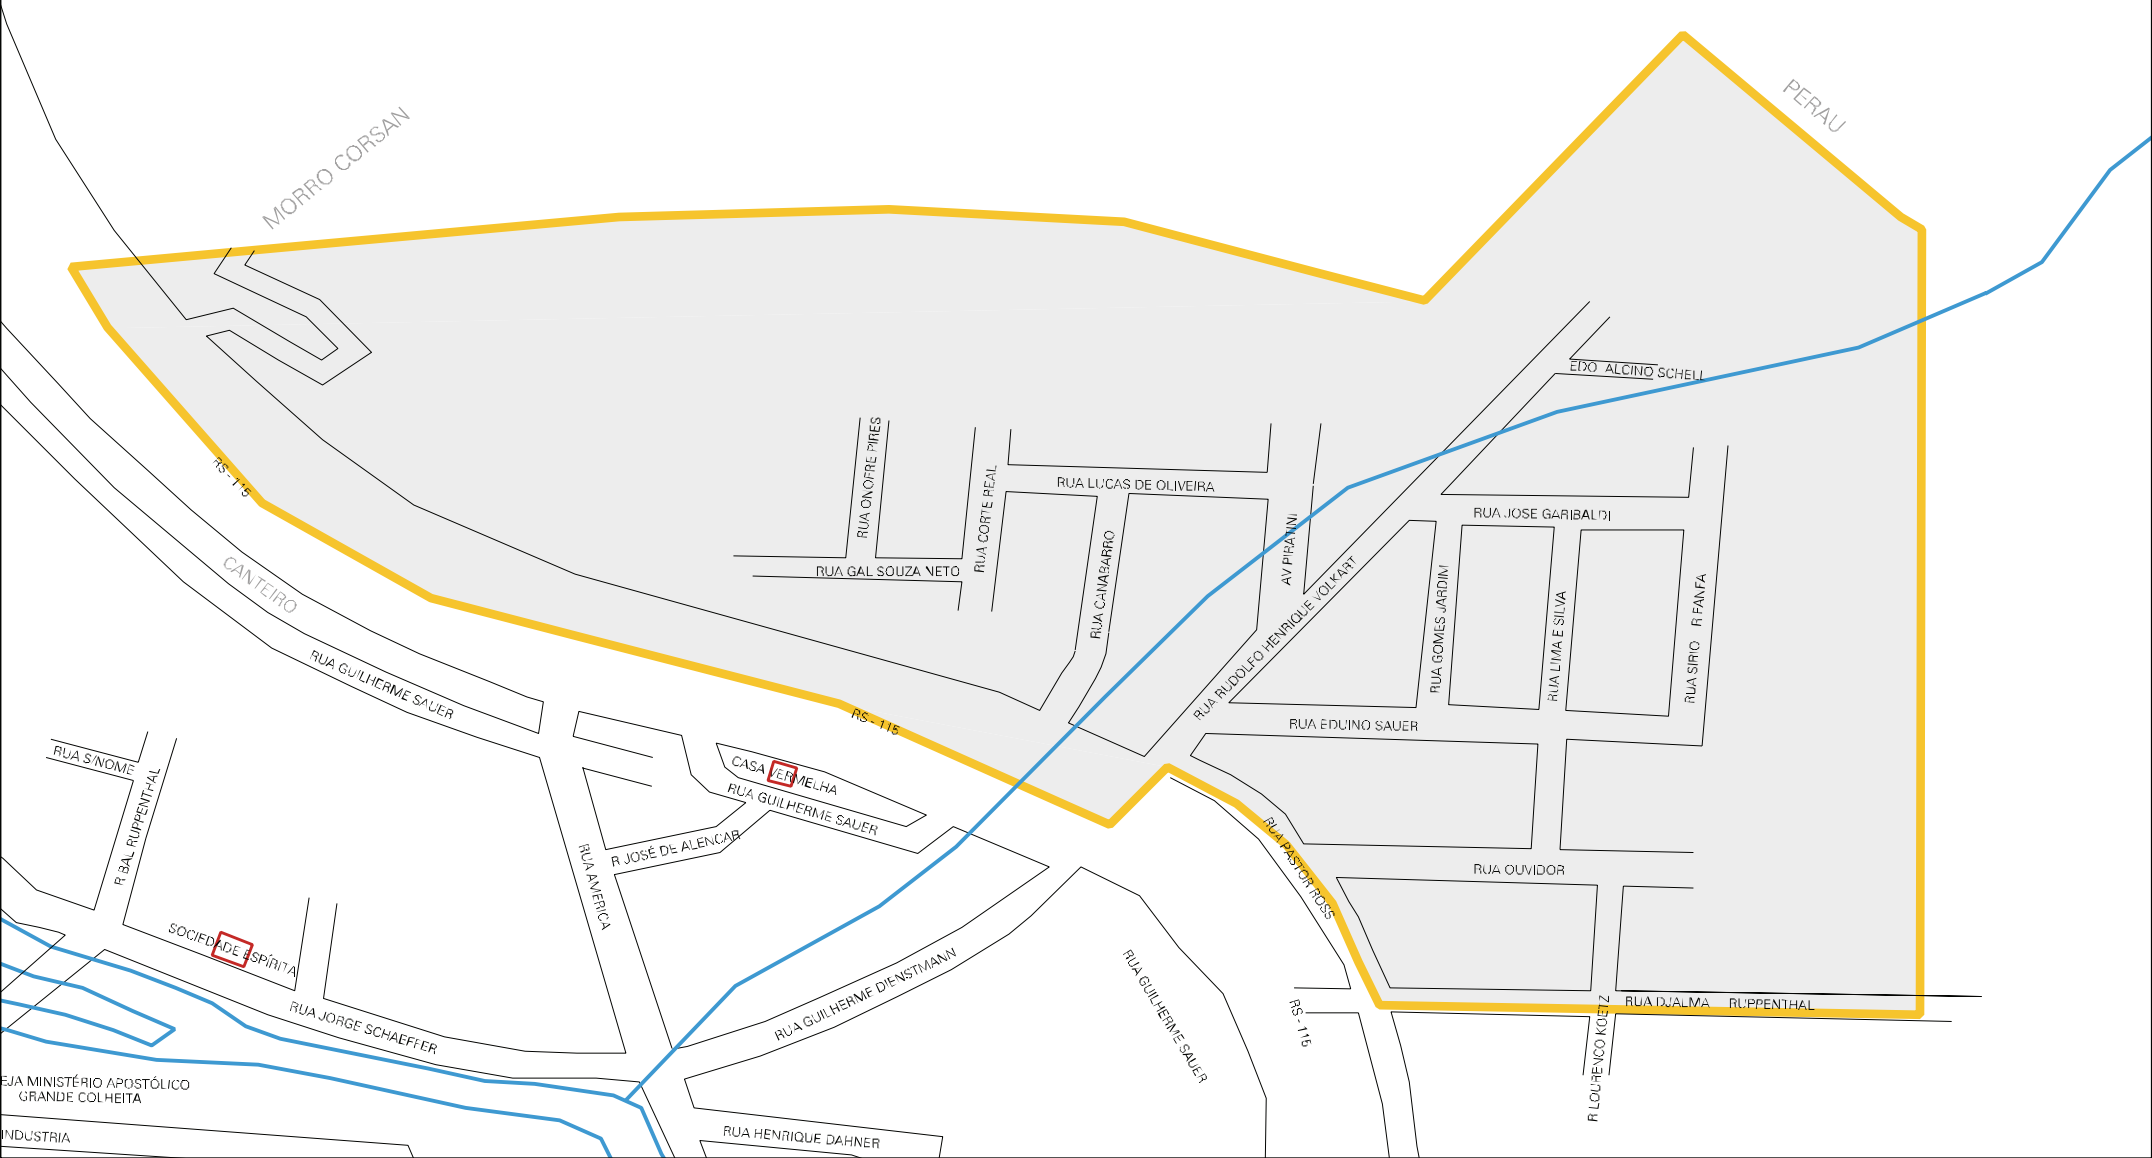 PERAU
MORRO CORSAN
EDO ALCINO SCHELL
RUA ONOFRE PIRES
RUA CORTE REAL
RUA LUCAS DE OLIVEIRA
RS - 115
RUA JOSE GARIBALDI
AV PIRATINI
RUA GAL SOUZA NETO
RUA CANABARRO
RUA RUDOLFO HENRIQUE VOLKART
RUA GOMES JARDIM
RUA LIMA E SILVA
RUA SIRIO R FANFA
CANTEIRO
RUA GUILHERME SAUER
RS - 115
RUA EDUINO SAUER
RUA S/NOME
R BAL RUPPENTHAL
CASA VERMELHA
RUA GUILHERME SAUER
R JOSÉ DE ALENCAR
RUA AMERICA
RUA PASTOR ROSS
RUA OUVIDOR
SOCIEDADE ESPÍRITA
RUA JORGE SCHAEFFER
RUA GUILHERME DIENSTMANN
RUA GUILHERME SAUER
RS - 115
RUA DJALMA RUPPENTHAL
R LOURENCO KOETZ
EJA MINISTÉRIO APOSTÓLICO
GRANDE COLHEITA
INDUSTRIA
RUA HENRIQUE DAHNER